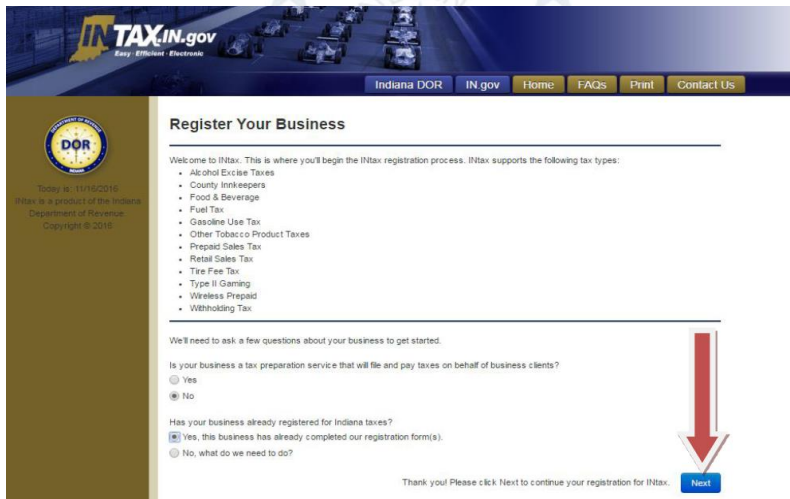 INTAX.IN.gov
Easy · Efficient · Electronic
Indiana DOR IN.gov Home FAQs Print Contact Us
DEPARTMENT OF REVENUE
DOR
INDIANA
Today is: 11/16/2016
INtax is a product of the Indiana
Department of Revenue
Copyright © 2016
Register Your Business
Welcome to INtax. This is where you'll begin the INtax registration process. INtax supports the following tax types:
• Alcohol Excise Taxes
• County Innkeepers
• Food & Beverage
• Fuel Tax
• Gasoline Use Tax
• Other Tobacco Product Taxes
• Prepaid Sales Tax
• Retail Sales Tax
• Tire Fee Tax
• Type II Gaming
• Wireless Prepaid
• Withholding Tax
We'll need to ask a few questions about your business to get started.
Is your business a tax preparation service that will file and pay taxes on behalf of business clients?
Yes
No
Has your business already registered for Indiana taxes?
Yes, this business has already completed our registration form(s).
No, what do we need to do?
Thank you! Please click Next to continue your registration for INtax. Next